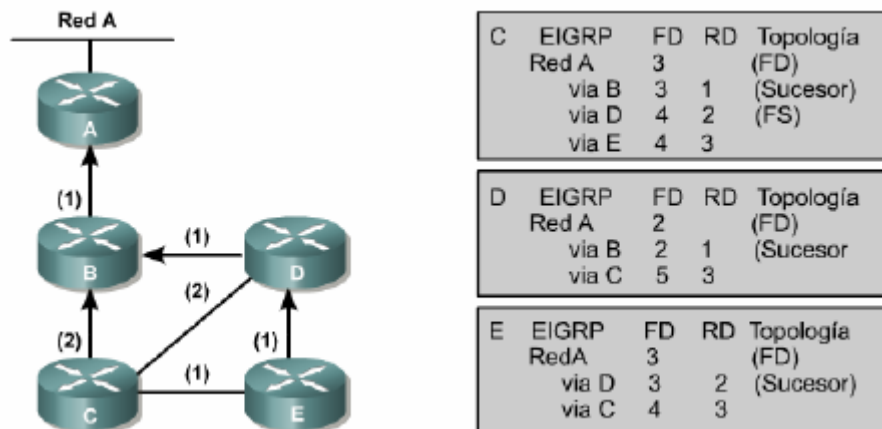 Red A
A
(1)
(1)
B
D
(2)
(2)
(1)
(1)
C
E
C EIGRP FD RD Topología
Red A 3 (FD)
via B 3 1 (Sucesor)
via D 4 2 (FS)
via E 4 3
D EIGRP FD RD Topología
Red A 2 (FD)
via B 2 1 (Sucesor
via C 5 3
E EIGRP FD RD Topología
RedA 3 (FD)
via D 3 2 (Sucesor)
via C 4 3